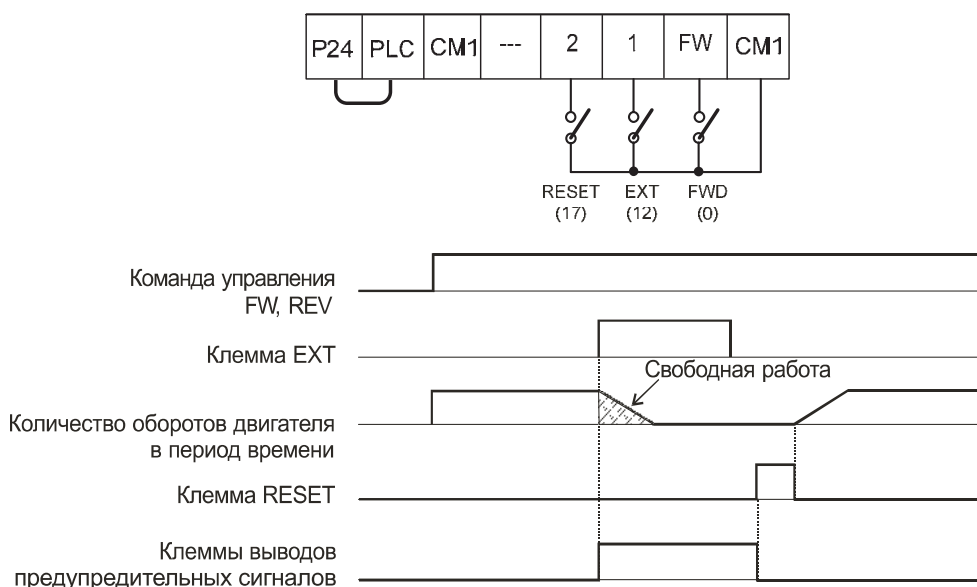 P24 PLC CM1 --- 2 1 FW CM1
RESET EXT FWD
(17) (12) (0)
Команда управления
FW, REV
Клемма EXT
Свободная работа
Количество оборотов двигателя
в период времени
Клемма RESET
Клеммы выводов
предупредительных сигналов